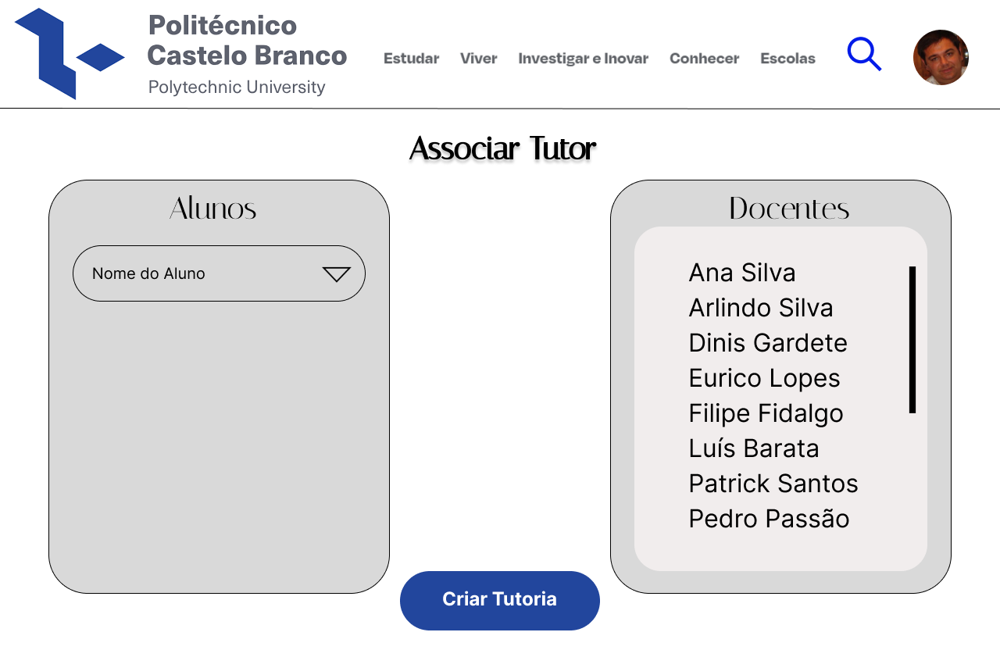 Politécnico
Castelo Branco
Polytechnic University
Estudar Viver Investigar e Inovar Conhecer Escolas
Associar Tutor
Alunos
Nome do Aluno
Docentes
Ana Silva
Arlindo Silva
Dinis Gardete
Eurico Lopes
Filipe Fidalgo
Luís Barata
Patrick Santos
Pedro Passão
Criar Tutoria